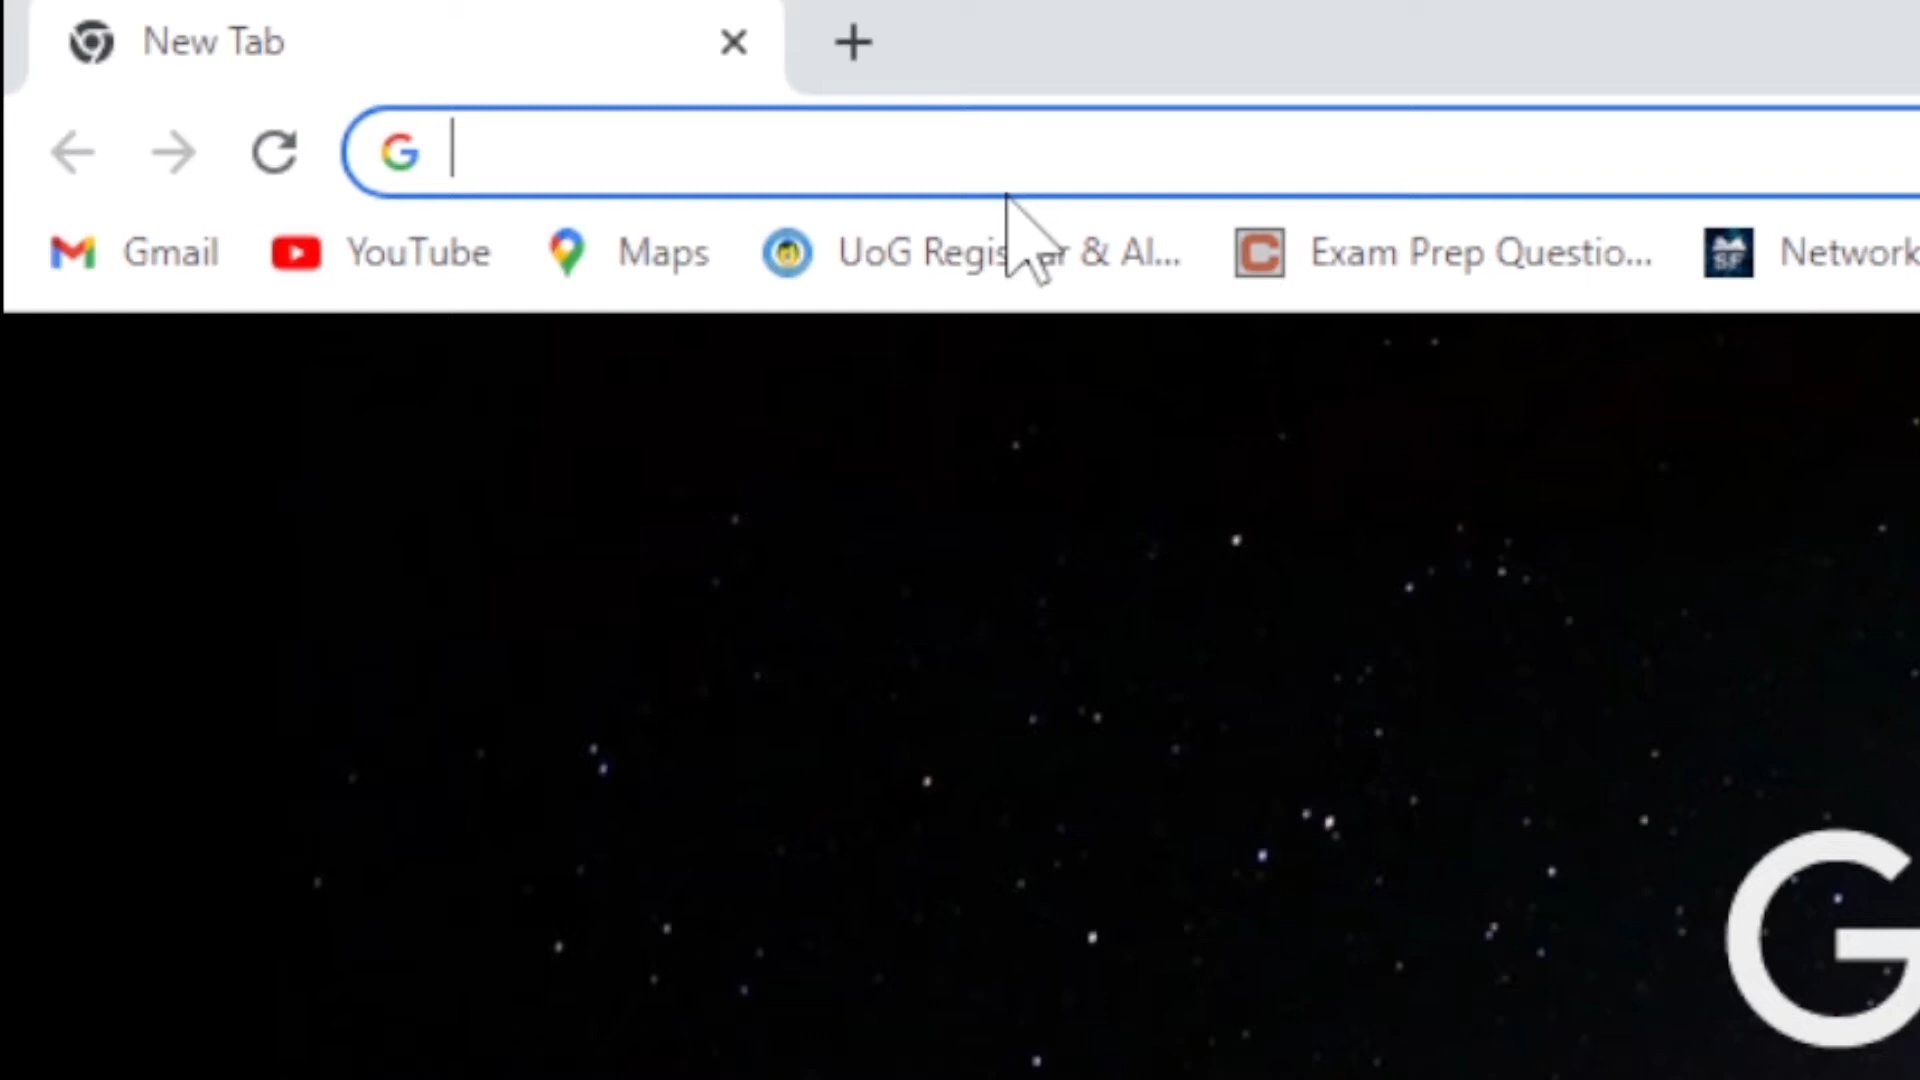 New Tab
Gmail YouTube Maps UoG Regis r & Al... Exam Prep Questio... Network
G